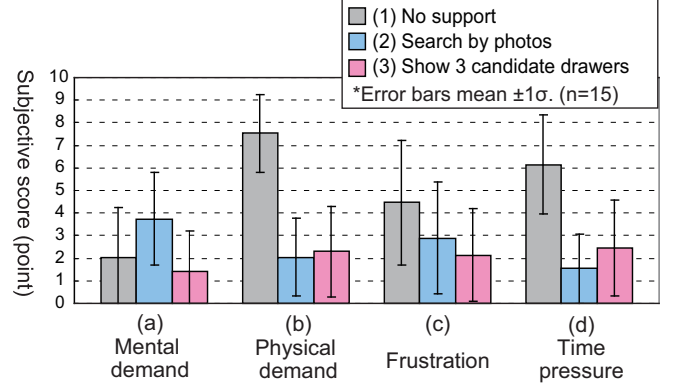 (1) No support
(2) Search by photos
(3) Show 3 candidate drawers
*Error bars mean ±1σ. (n=15)
Subjective score (point)
10
9
8
7
6
5
4
3
2
1
0
(a)
Mental
demand
(b)
Physical
demand
(c)
Frustration
(d)
Time
pressure